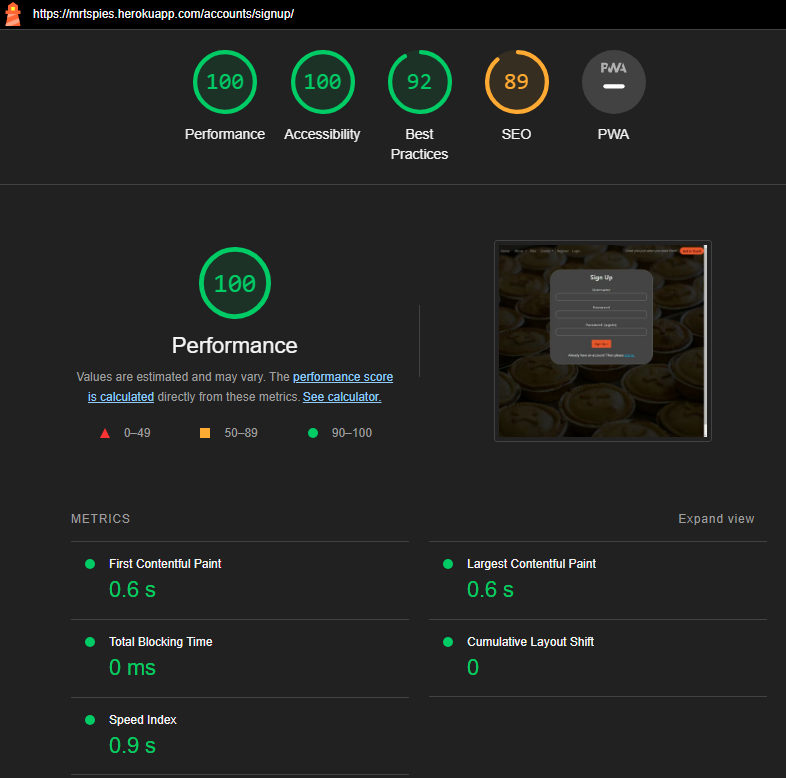 https://mrtspies.herokuapp.com/accounts/signup/
100
100
92
89
PWA
Performance
Accessibility
Best
Practices
SEO
PWA
100
Performance
Values are estimated and may vary. The performance score
is calculated directly from these metrics. See calculator.
0–49
50–89
90–100
Sign Up
Username
Password
Password (again)
Sign Up
Already have an account? Then please
METRICS
Expand view
First Contentful Paint
0.6 s
Largest Contentful Paint
0.6 s
Total Blocking Time
0 ms
Cumulative Layout Shift
0
Speed Index
0.9 s